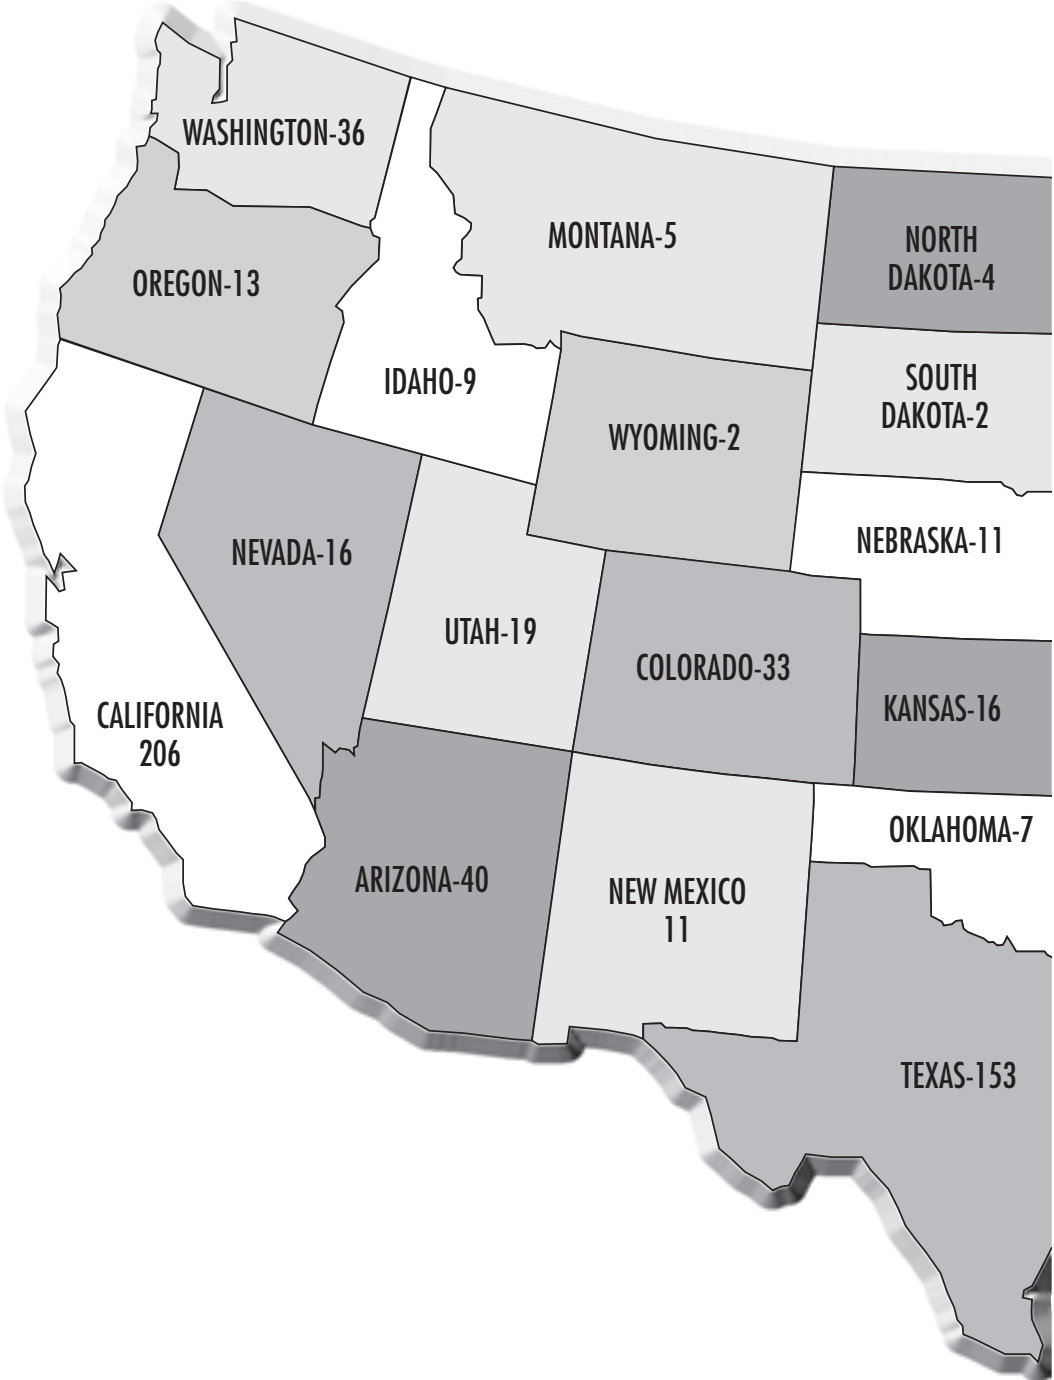 WASHINGTON-36
MONTANA-5
NORTH
DAKOTA-4
OREGON-13
IDAHO-9
SOUTH
DAKOTA-2
WYOMING-2
NEBRASKA-11
NEVADA-16
UTAH-19
COLORADO-33
KANSAS-16
CALIFORNIA
206
OKLAHOMA-7
ARIZONA-40
NEW MEXICO
11
TEXAS-153